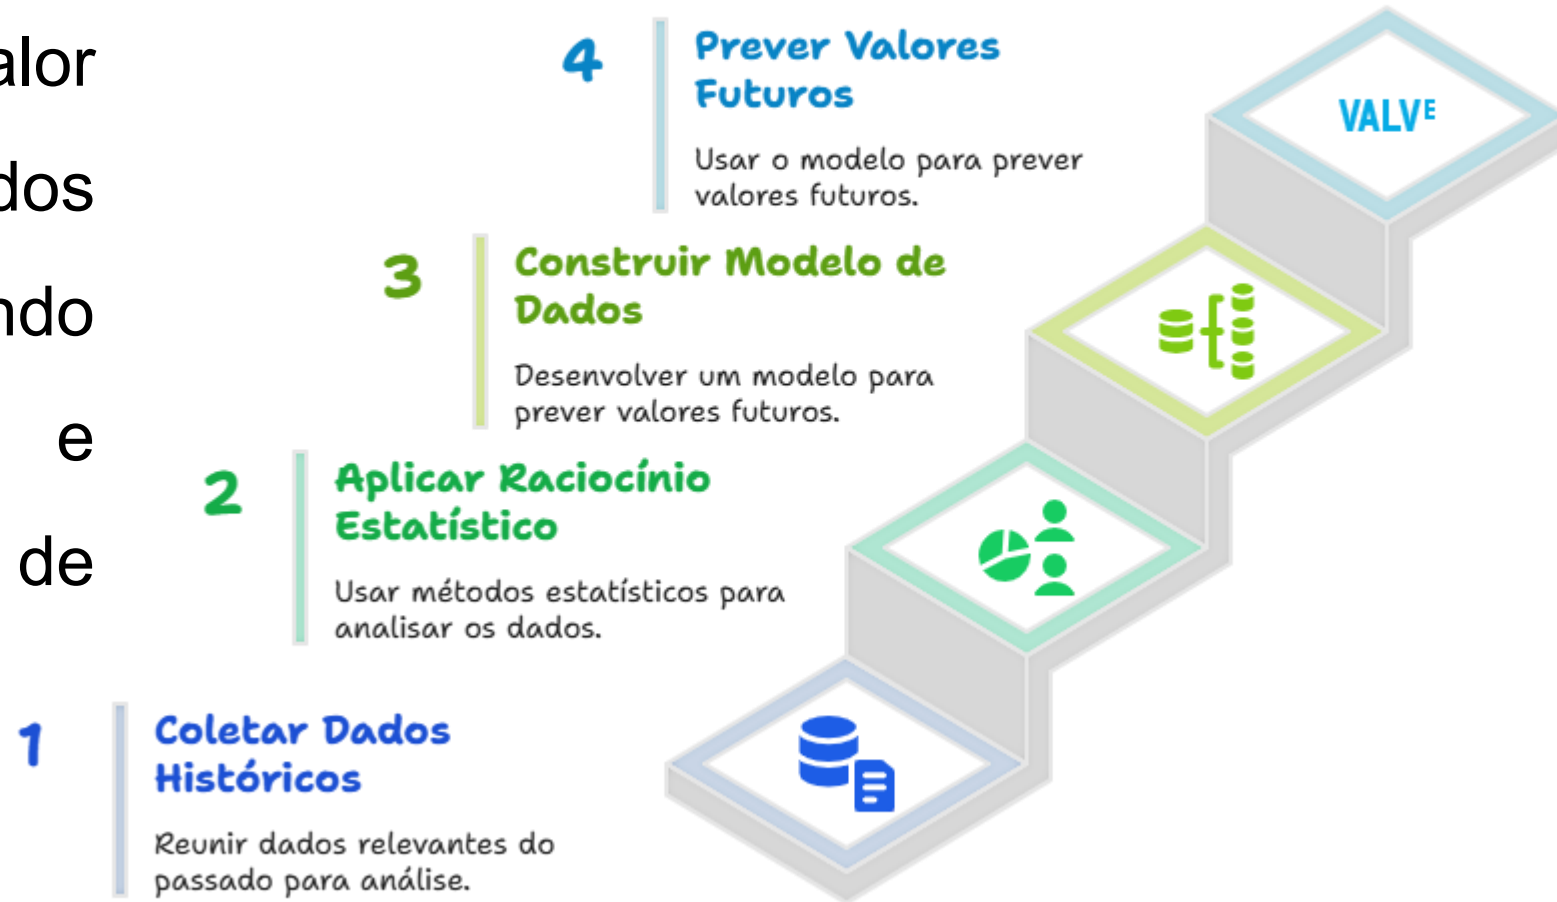 alor
dos
ndo
e
de
4
Prever Valores
Futuros
Usar o modelo para prever
valores futuros.
VALVE
3
Construir Modelo de
Dados
Desenvolver um modelo para
prever valores futuros.
2
Aplicar Raciocínio
Estatístico
Usar métodos estatísticos para
analisar os dados.
1
Coletar Dados
Históricos
Reunir dados relevantes do
passado para análise.